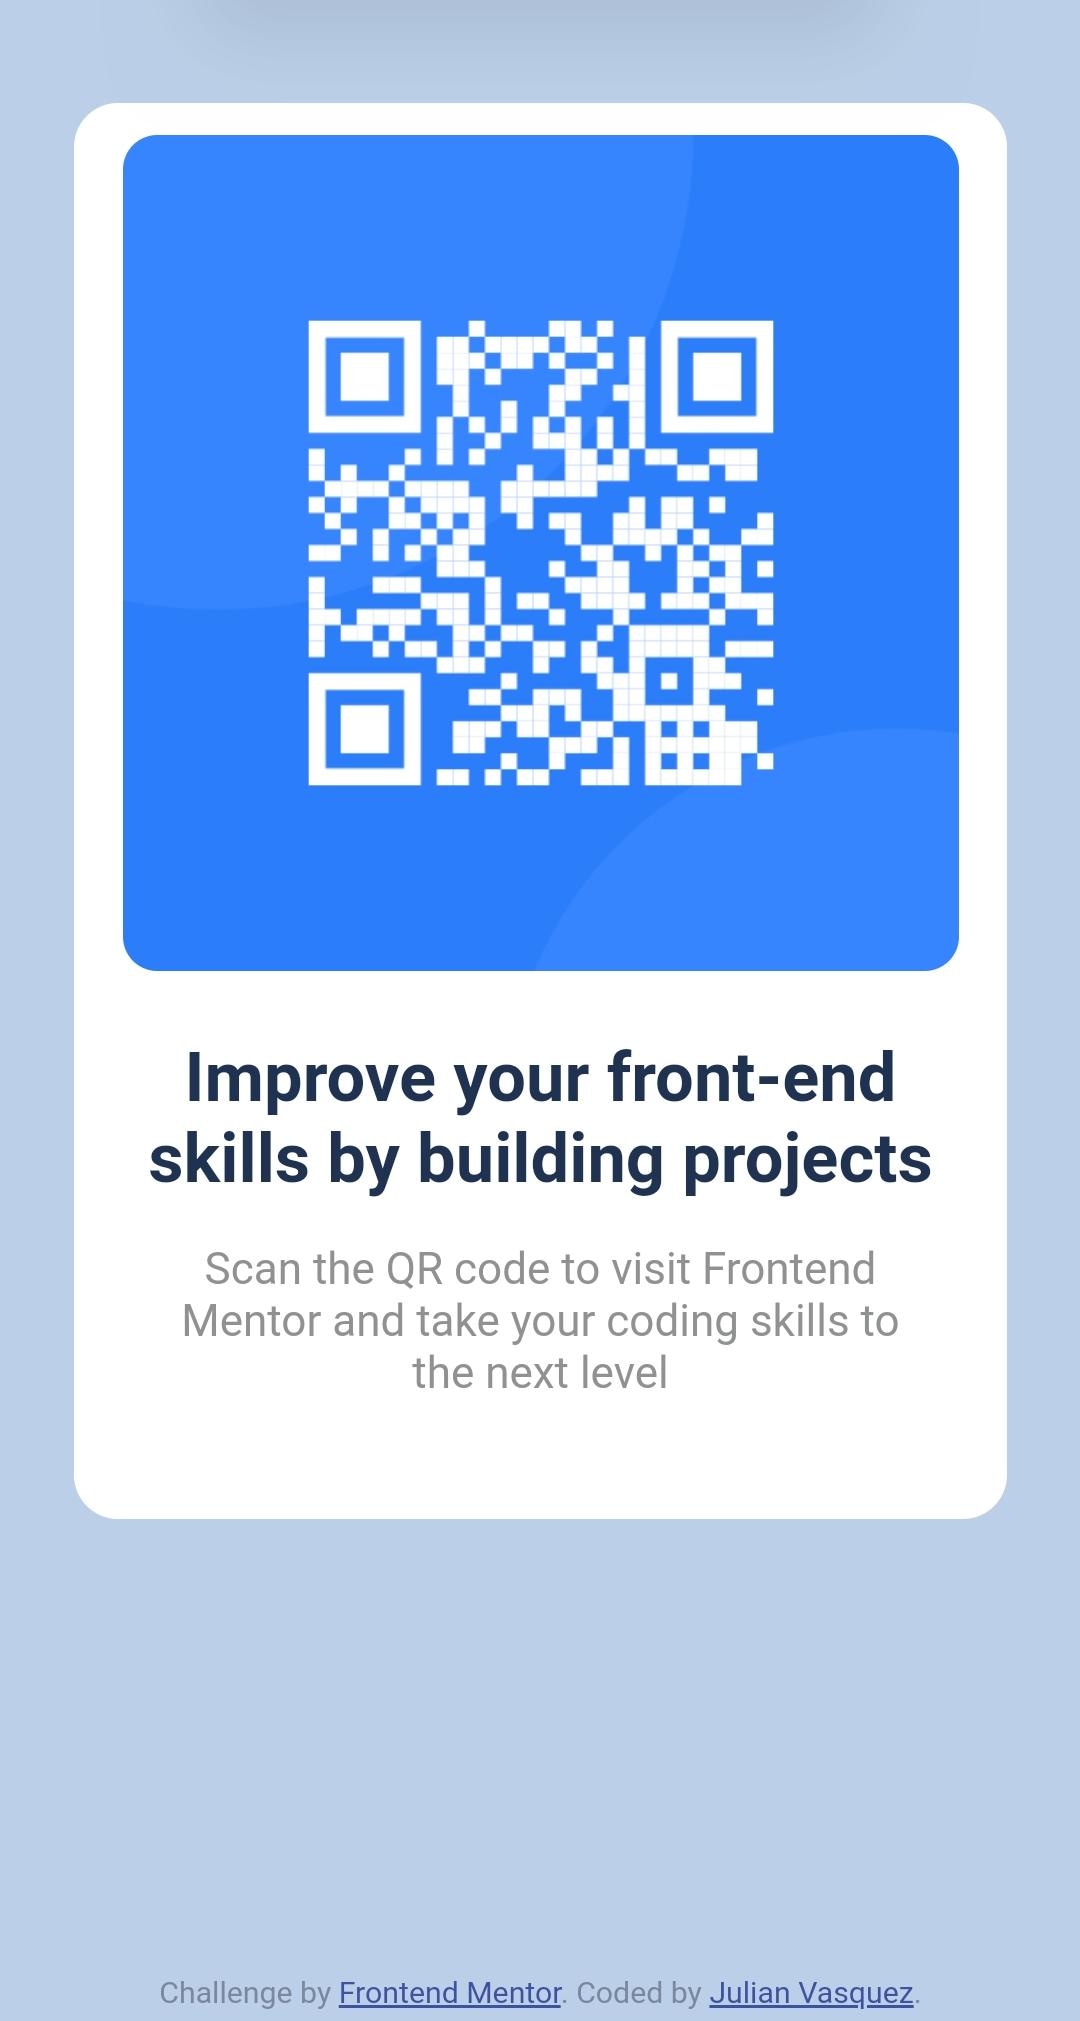 Improve your front-end
skills by building projects
Scan the QR code to visit Frontend
Mentor and take your coding skills to
the next level
Challenge by Frontend Mentor. Coded by Julian Vasquez.